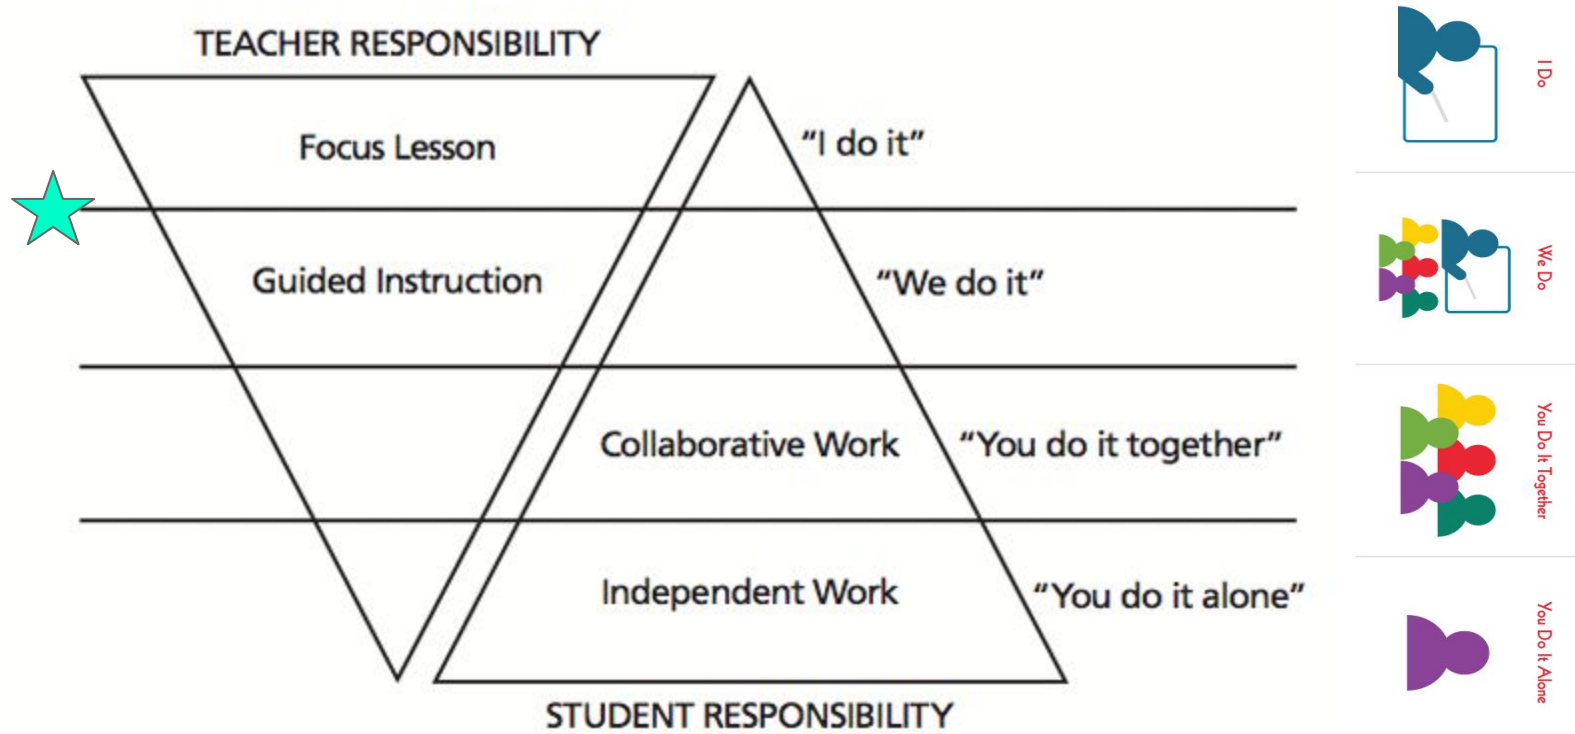 TEACHER RESPONSIBILITY
Focus Lesson
“I do it”
Guided Instruction
“We do it”
Collaborative Work
“You do it together”
Independent Work
“You do it alone”
STUDENT RESPONSIBILITY
I Do
We Do
You Do It Together
You Do It Alone